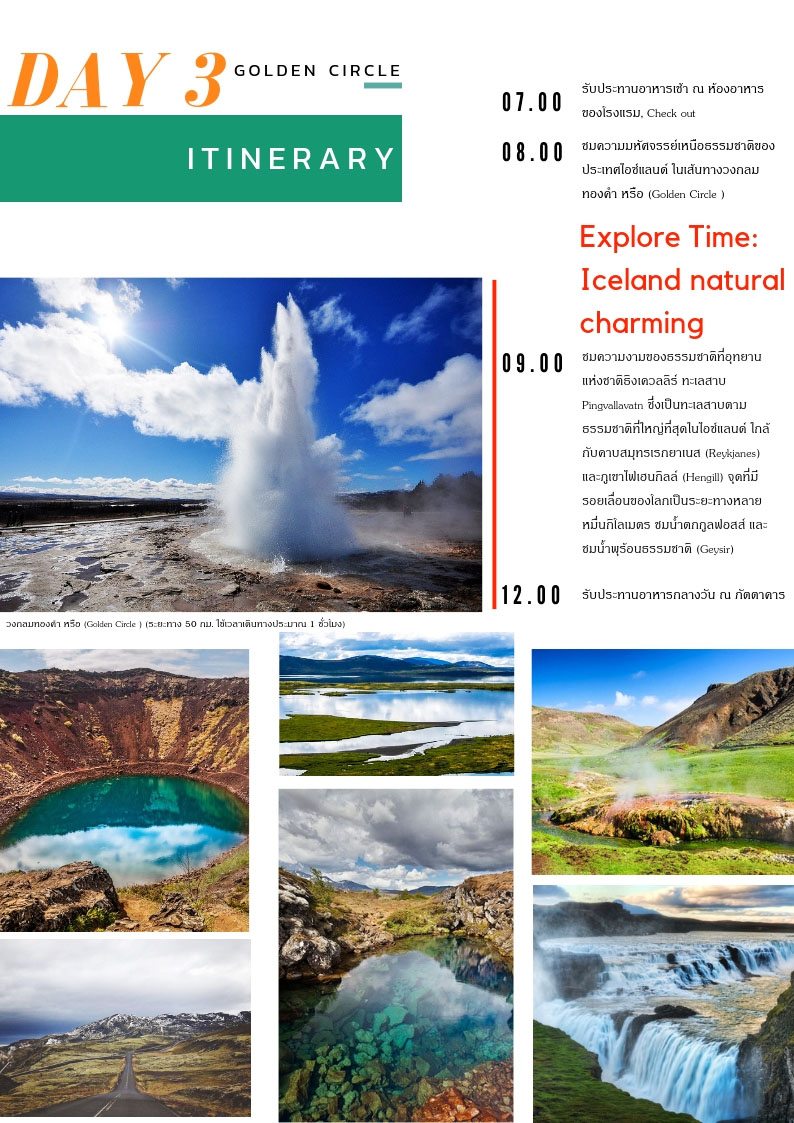 DAY 3 GOLDEN CIRCLE
ITINERARY
07.00
รับประทานอาหารเช้า ณ ห้องอาหาร
ของโรงแรม, Check out
08.00
ชมความมหัศจรรย์เหนือธรรมชาติของ
ประเทศไอซ์แลนด์ ในเส้นทางวงกลม
ทองคำ หรือ (Golden Circle )
Explore Time:
Iceland natural
charming
09.00
ชมความงามของธรรมชาติที่อุทยาน
แห่งชาติธิงเควลลิร์ ทะเลสาบ
Pingvallavatn ซึ่งเป็นทะเลสาบตาม
ธรรมชาติที่ใหญ่ที่สุดในไอซ์แลนด์ ใกล้
กับคาบสมุทรเรกยาเนส (Reykjanes)
และภูเขาไฟเฮนกิลล์ (Hengill) จุดที่มี
รอยเลื่อนของโลกเป็นระยะทางหลาย
หมื่นกิโลเมตร ชมน้ำตกกูลฟอสส์ และ
ชมน้ำพุร้อนธรรมชาติ (Geysir)
12.00
รับประทานอาหารกลางวัน ณ ภัตตาคาร
วงกลมทองคำ หรือ (Golden Circle ) (ระยะทาง 50 กม. ใช้เวลาเดินทางประมาณ 1 ชั่วโมง)